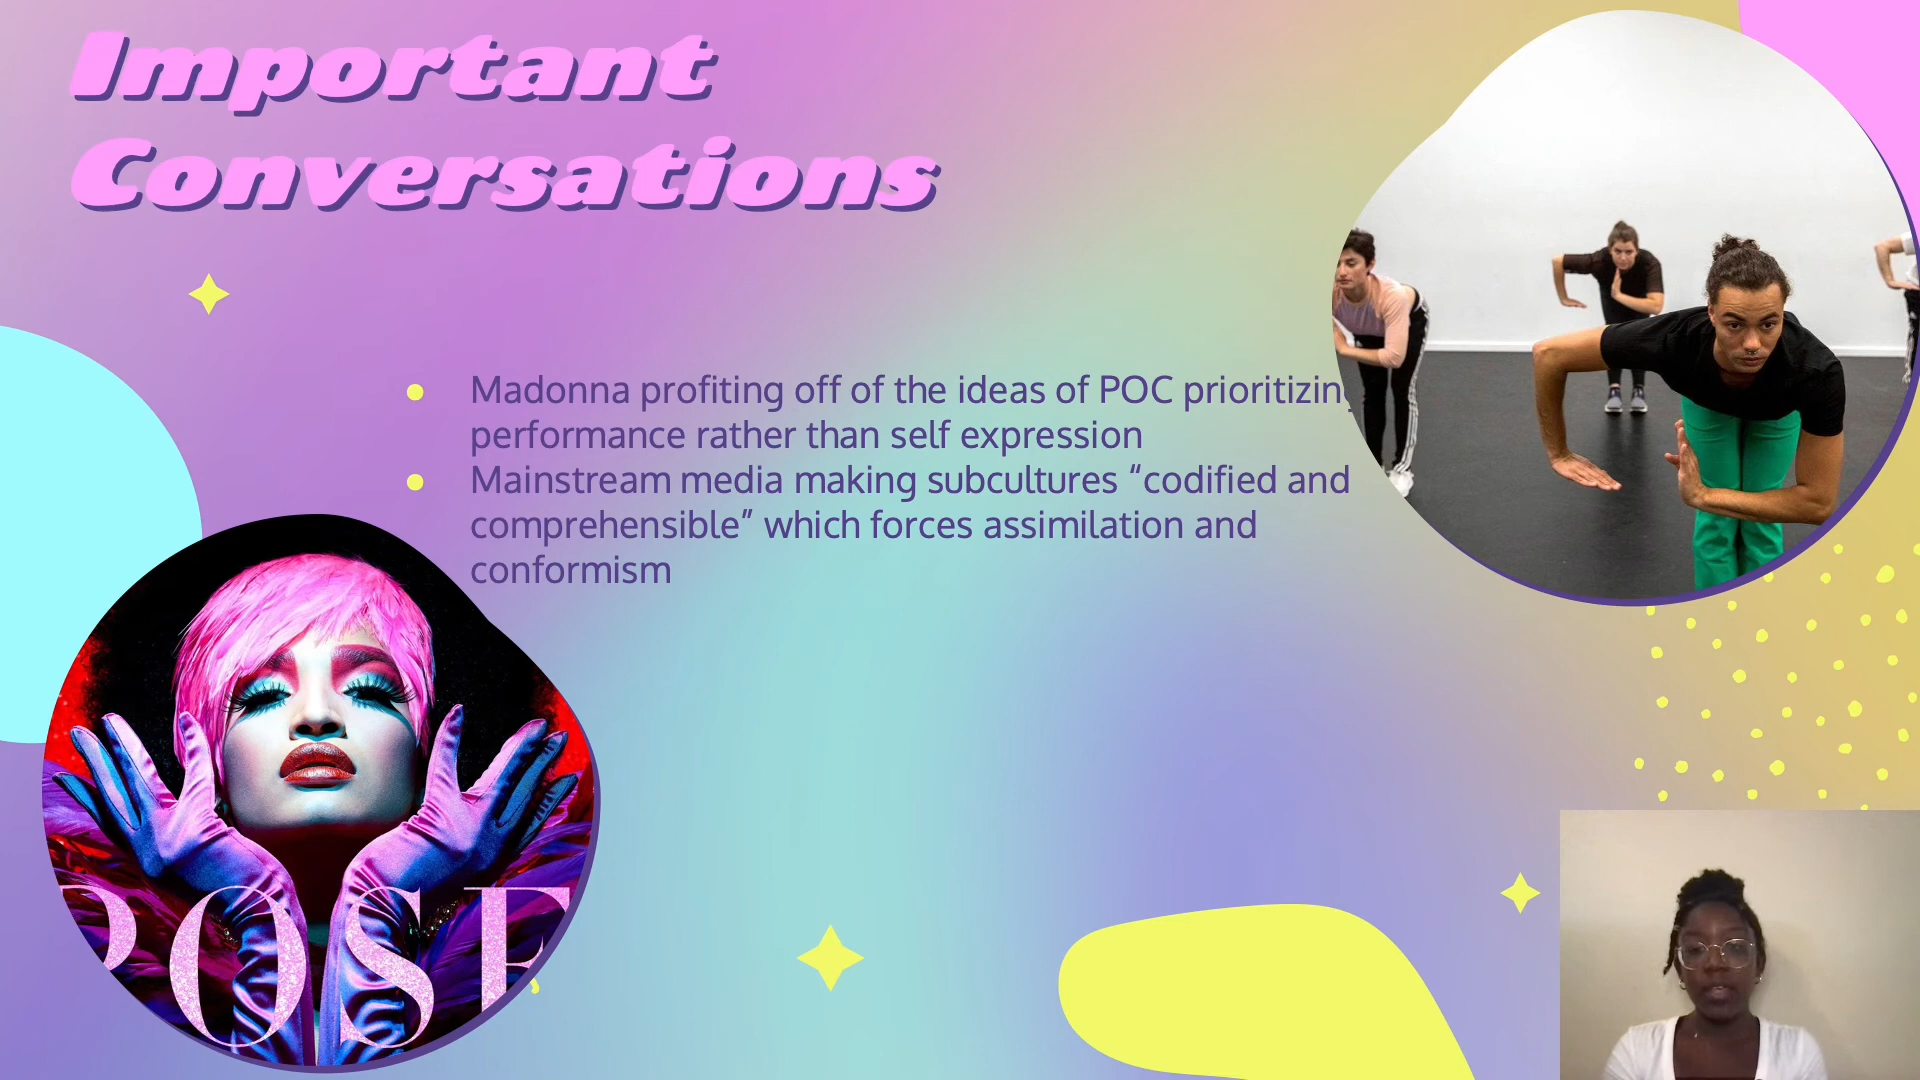 Important
Conversations
Madonna profiting off of the ideas of POC prioritizing
performance rather than self expression
Mainstream media making subcultures “codified and
comprehensible” which forces assimilation and
conformism
POSE